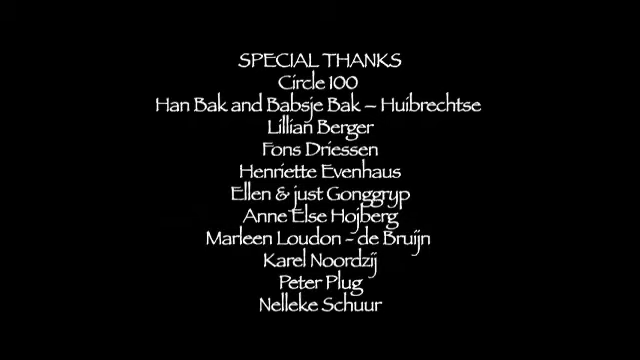 SPECIAL THANKS
Circle 100
Han Bak and Babsje Bak – Huibrechtse
Lillian Berger
Fons Driessen
Henriette Evenhaus
Ellen & just Gonggryp
Anne Else Hojberg
Marleen Loudon - de Bruijn
Karel Noordzij
Peter Plug
Nelleke Schuur